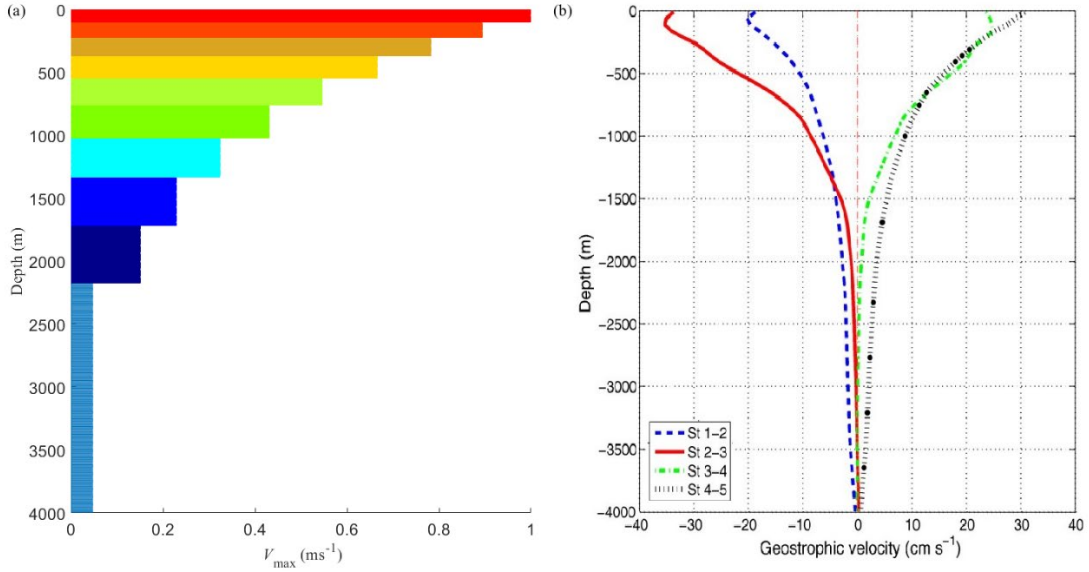 (a)
0
500
1000
1500
2000
2500
3000
3500
4000
Depth (m)
0 0.2 0.4 0.6 0.8 1
Vmax (ms⁻¹)
(b)
0
−500
−1000
−1500
−2000
−2500
−3000
−3500
−4000
Depth (m)
St 1−2
St 2−3
St 3−4
St 4−5
−40 −30 −20 −10 0 10 20 30 40
Geostrophic velocity (cm s⁻¹)